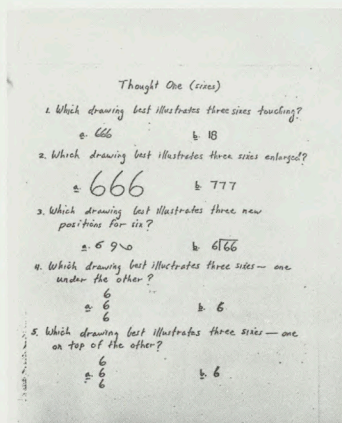 Thought One (sixes)
1. Which drawing best illustrates three sixes touching?
a. 666 b. 18
2. Which drawing best illustrates three sixes enlarged?
a. 666 b. 777
3. Which drawing best illustrates three new
positions for six?
a. 6 9 6 b. 6/66
4. Which drawing best illustrates three sixes — one
under the other?
6
a. 6 b. 6
6
5. Which drawing best illustrates three sixes — one
on top of the other?
6
a. 6 b. 6
6